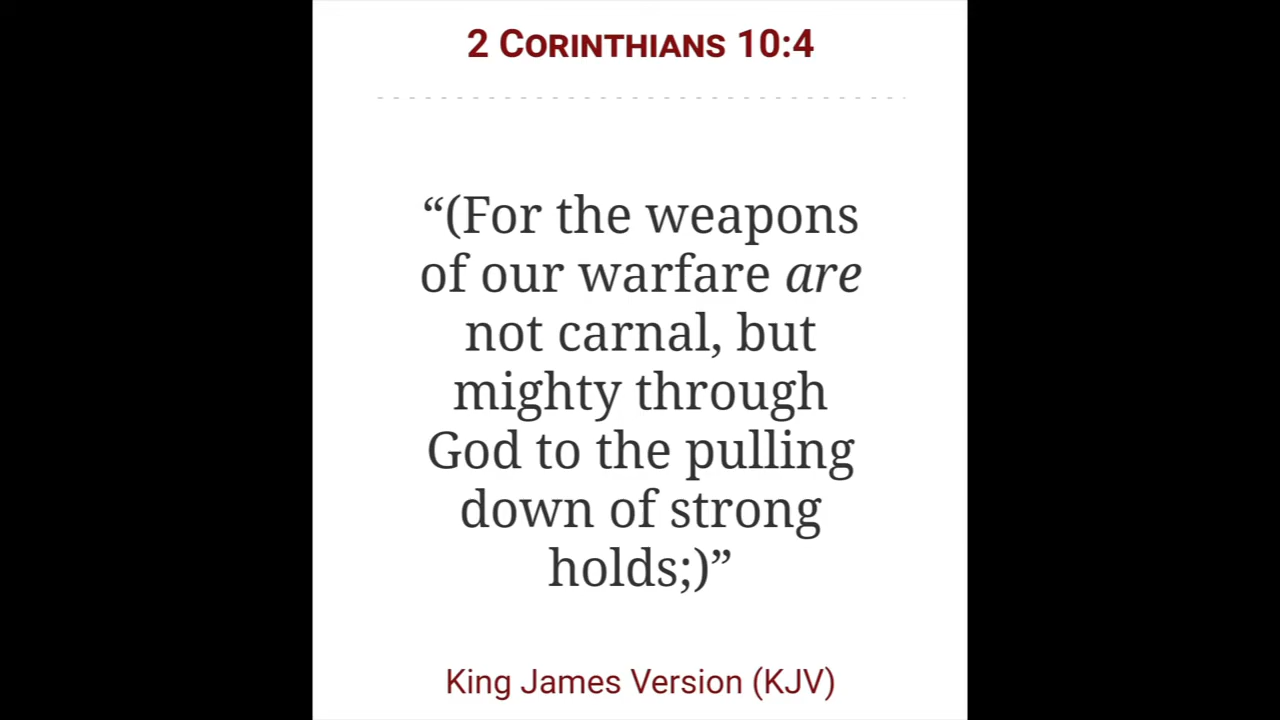 2 Corinthians 10:4
“(For the weapons
of our warfare are
not carnal, but
mighty through
God to the pulling
down of strong
holds;)”
King James Version (KJV)